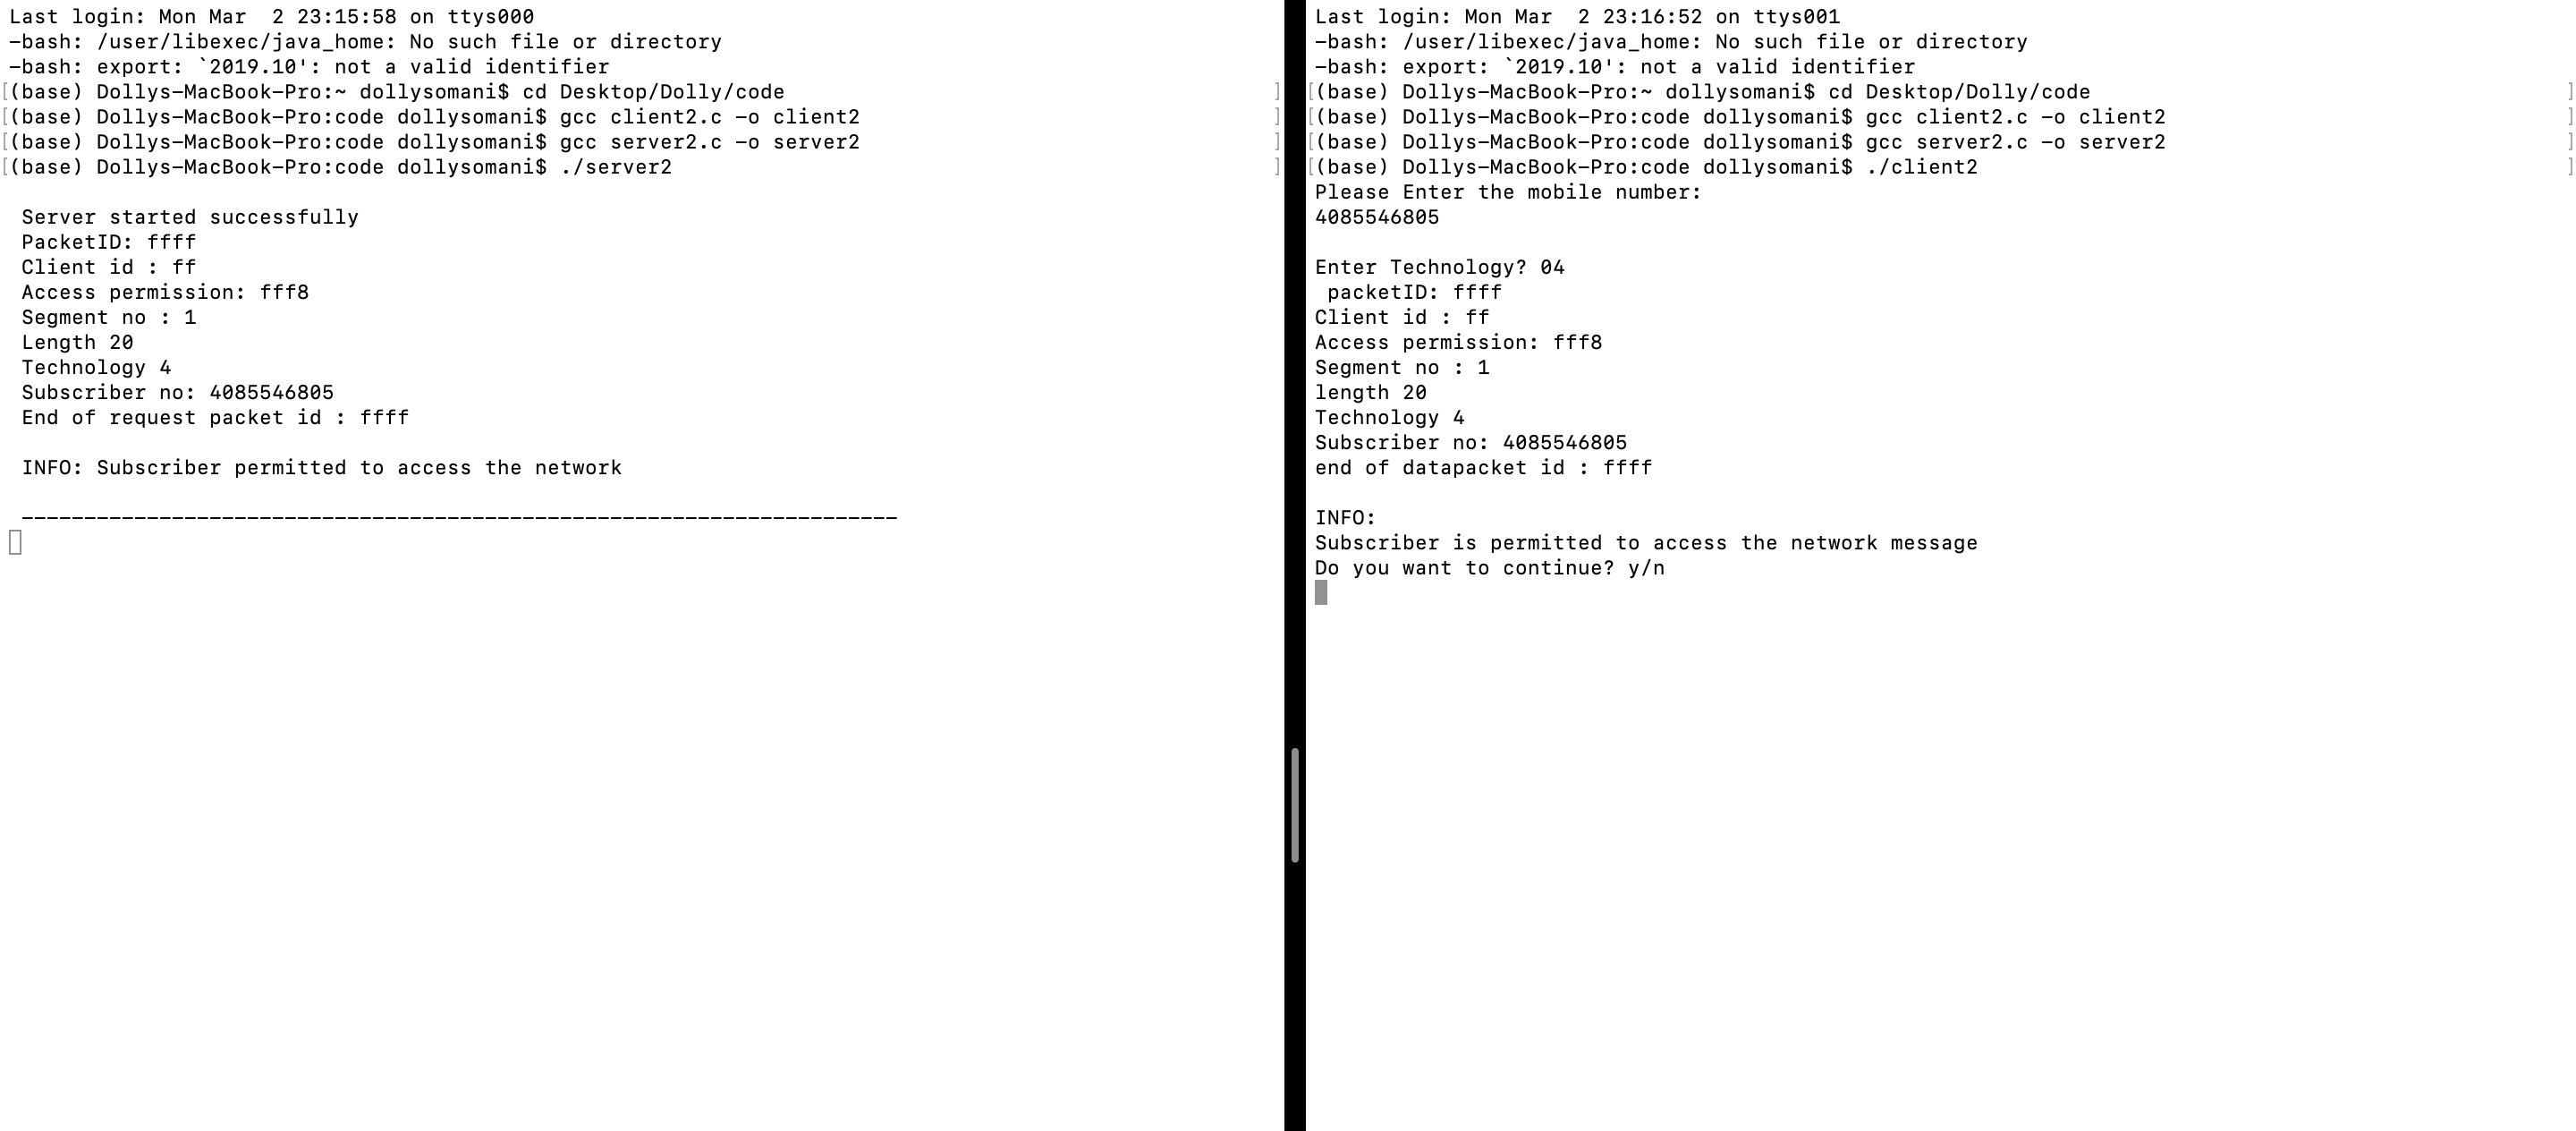 Last login: Mon Mar  2 23:15:58 on ttys000
-bash: /user/libexec/java_home: No such file or directory
-bash: export: `2019.10': not a valid identifier
[(base) Dollys-MacBook-Pro:~ dollysomani$ cd Desktop/Dolly/code ]
[(base) Dollys-MacBook-Pro:code dollysomani$ gcc client2.c -o client2 ]
[(base) Dollys-MacBook-Pro:code dollysomani$ gcc server2.c -o server2 ]
[(base) Dollys-MacBook-Pro:code dollysomani$ ./server2 ]
Server started successfully
PacketID: ffff
Client id : ff
Access permission: fff8
Segment no : 1
Length 20
Technology 4
Subscriber no: 4085546805
End of request packet id : ffff
INFO: Subscriber permitted to access the network
----------------------------------------------------------------------
Last login: Mon Mar  2 23:16:52 on ttys001
-bash: /user/libexec/java_home: No such file or directory
-bash: export: `2019.10': not a valid identifier
[(base) Dollys-MacBook-Pro:~ dollysomani$ cd Desktop/Dolly/code ]
[(base) Dollys-MacBook-Pro:code dollysomani$ gcc client2.c -o client2 ]
[(base) Dollys-MacBook-Pro:code dollysomani$ gcc server2.c -o server2 ]
[(base) Dollys-MacBook-Pro:code dollysomani$ ./client2 ]
Please Enter the mobile number:
4085546805
Enter Technology? 04
packetID: ffff
Client id : ff
Access permission: fff8
Segment no : 1
length 20
Technology 4
Subscriber no: 4085546805
end of datapacket id : ffff
INFO:
Subscriber is permitted to access the network message
Do you want to continue? y/n